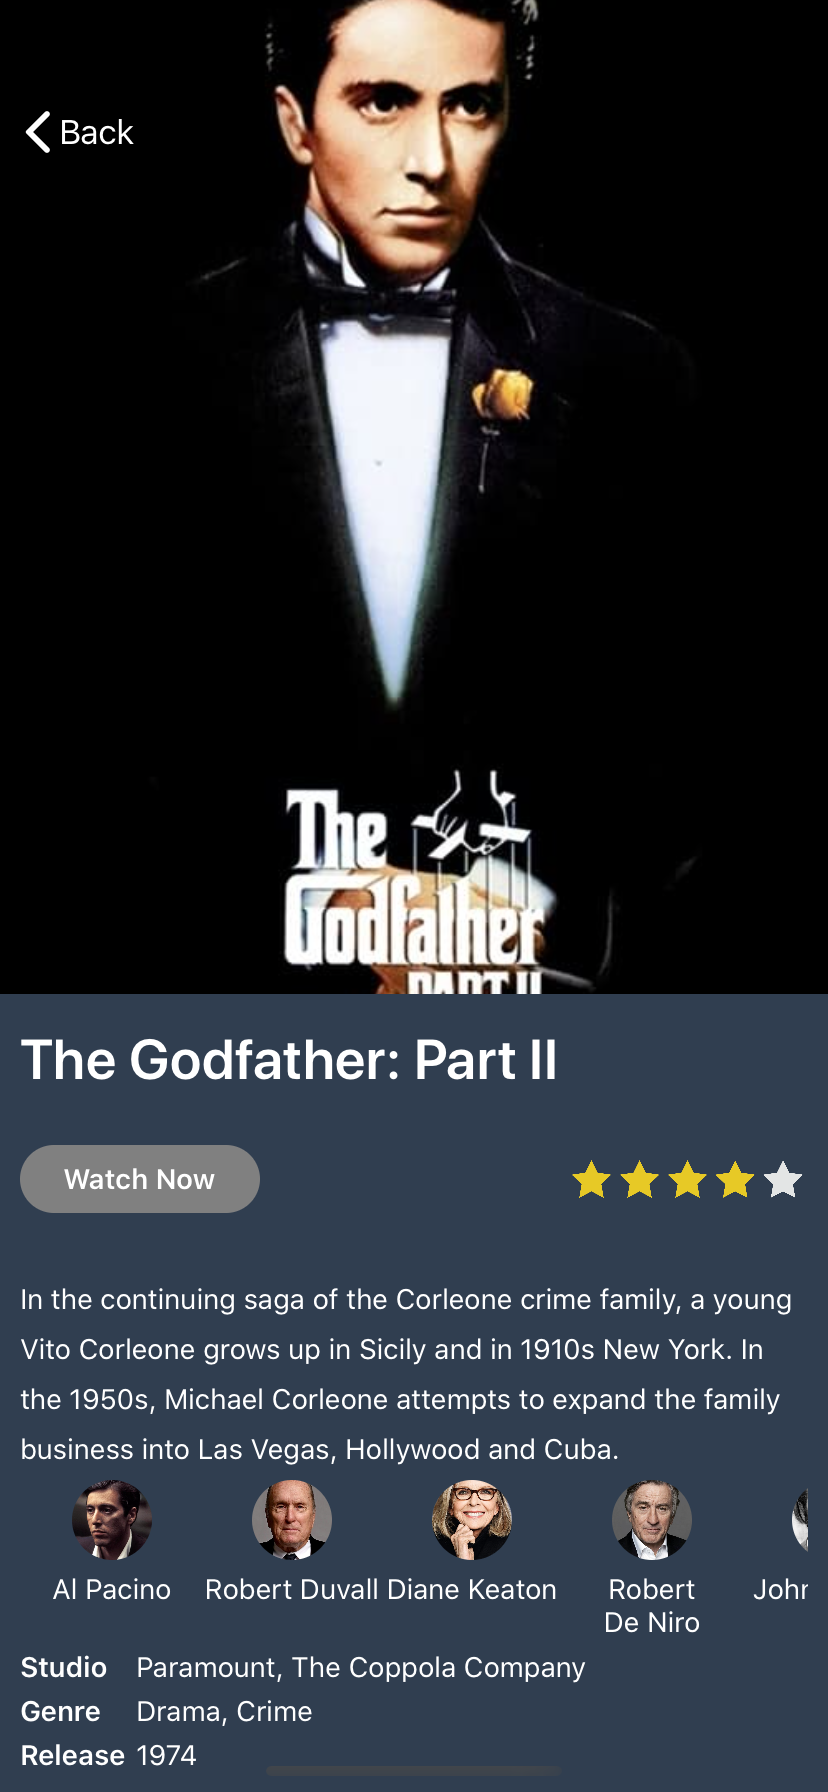 Back
The
Godfather
PART II
The Godfather: Part II
Watch Now
In the continuing saga of the Corleone crime family, a young
Vito Corleone grows up in Sicily and in 1910s New York. In
the 1950s, Michael Corleone attempts to expand the family
business into Las Vegas, Hollywood and Cuba.
Al Pacino Robert Duvall Diane Keaton Robert
De Niro
Studio Paramount, The Coppola Company
Genre Drama, Crime
Release 1974